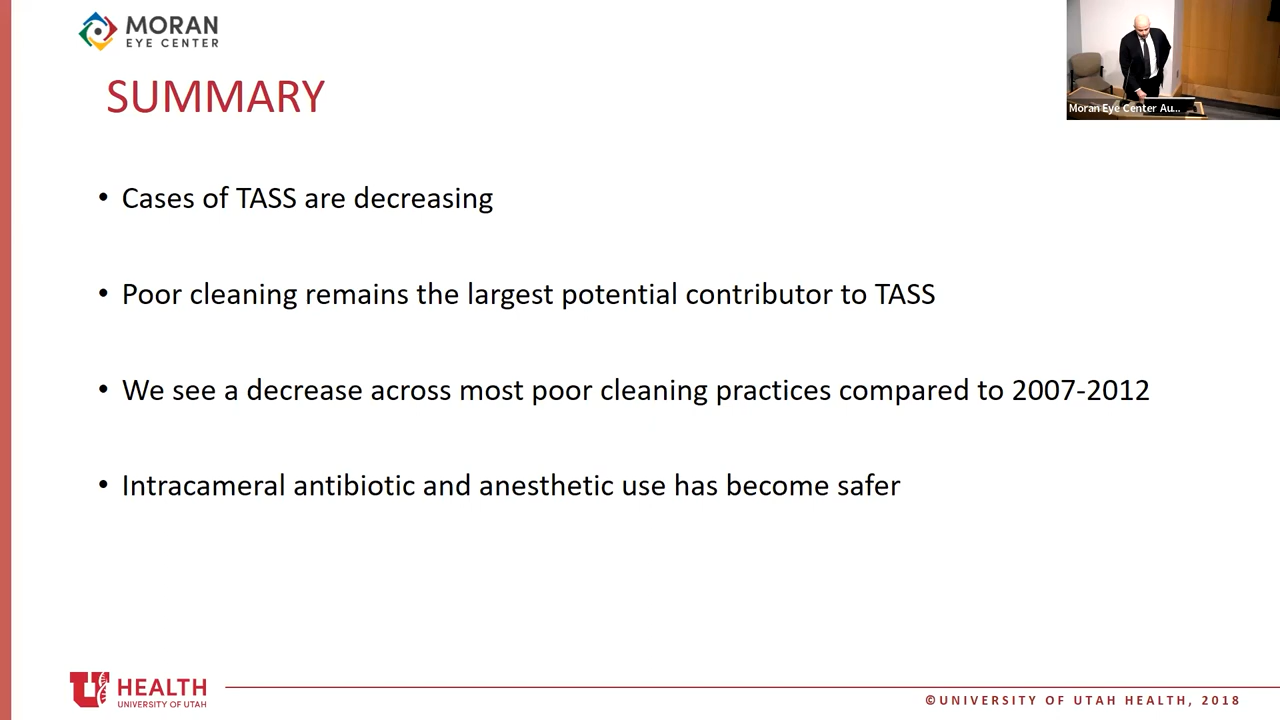 MORAN
EYE CENTER
SUMMARY
Moran Eye Center Au...
• Cases of TASS are decreasing
• Poor cleaning remains the largest potential contributor to TASS
• We see a decrease across most poor cleaning practices compared to 2007-2012
• Intracameral antibiotic and anesthetic use has become safer
U HEALTH
UNIVERSITY OF UTAH
©UNIVERSITY OF UTAH HEALTH, 2018